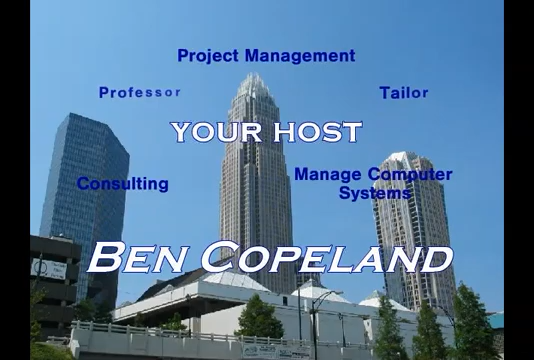 Project Management
Professor
Tailor
YOUR HOST
Consulting
Manage Computer
Systems
BEN COPELAND